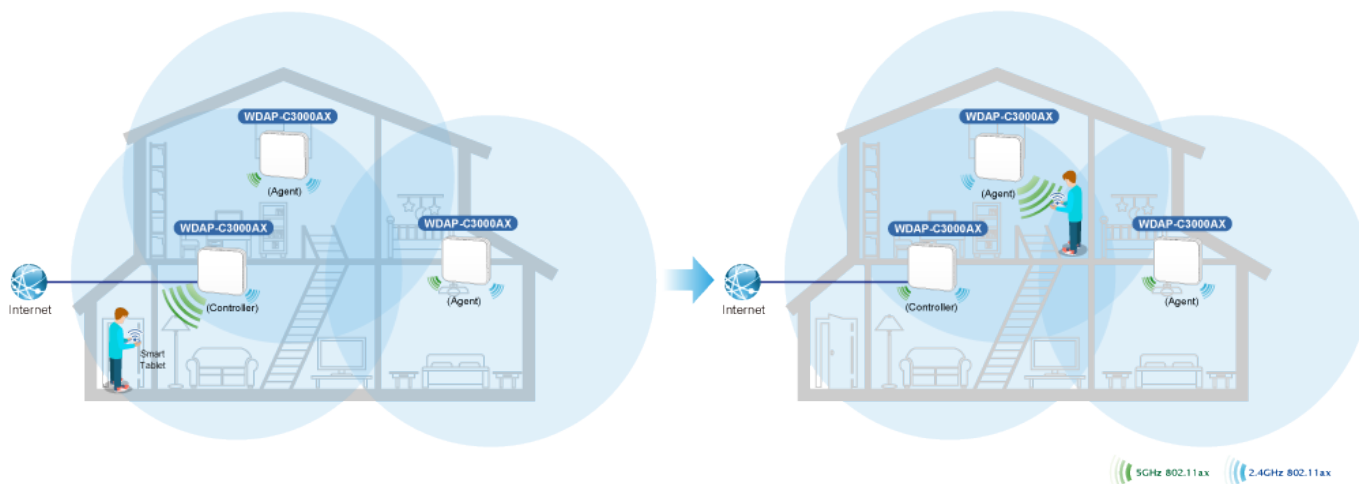 WDAP-C3000AX
(Agent)
WDAP-C3000AX
(Controller)
WDAP-C3000AX
(Agent)
Internet
Smart
Tablet
WDAP-C3000AX
(Agent)
WDAP-C3000AX
(Controller)
WDAP-C3000AX
(Agent)
Internet
5GHz 802.11ax
2.4GHz 802.11ax